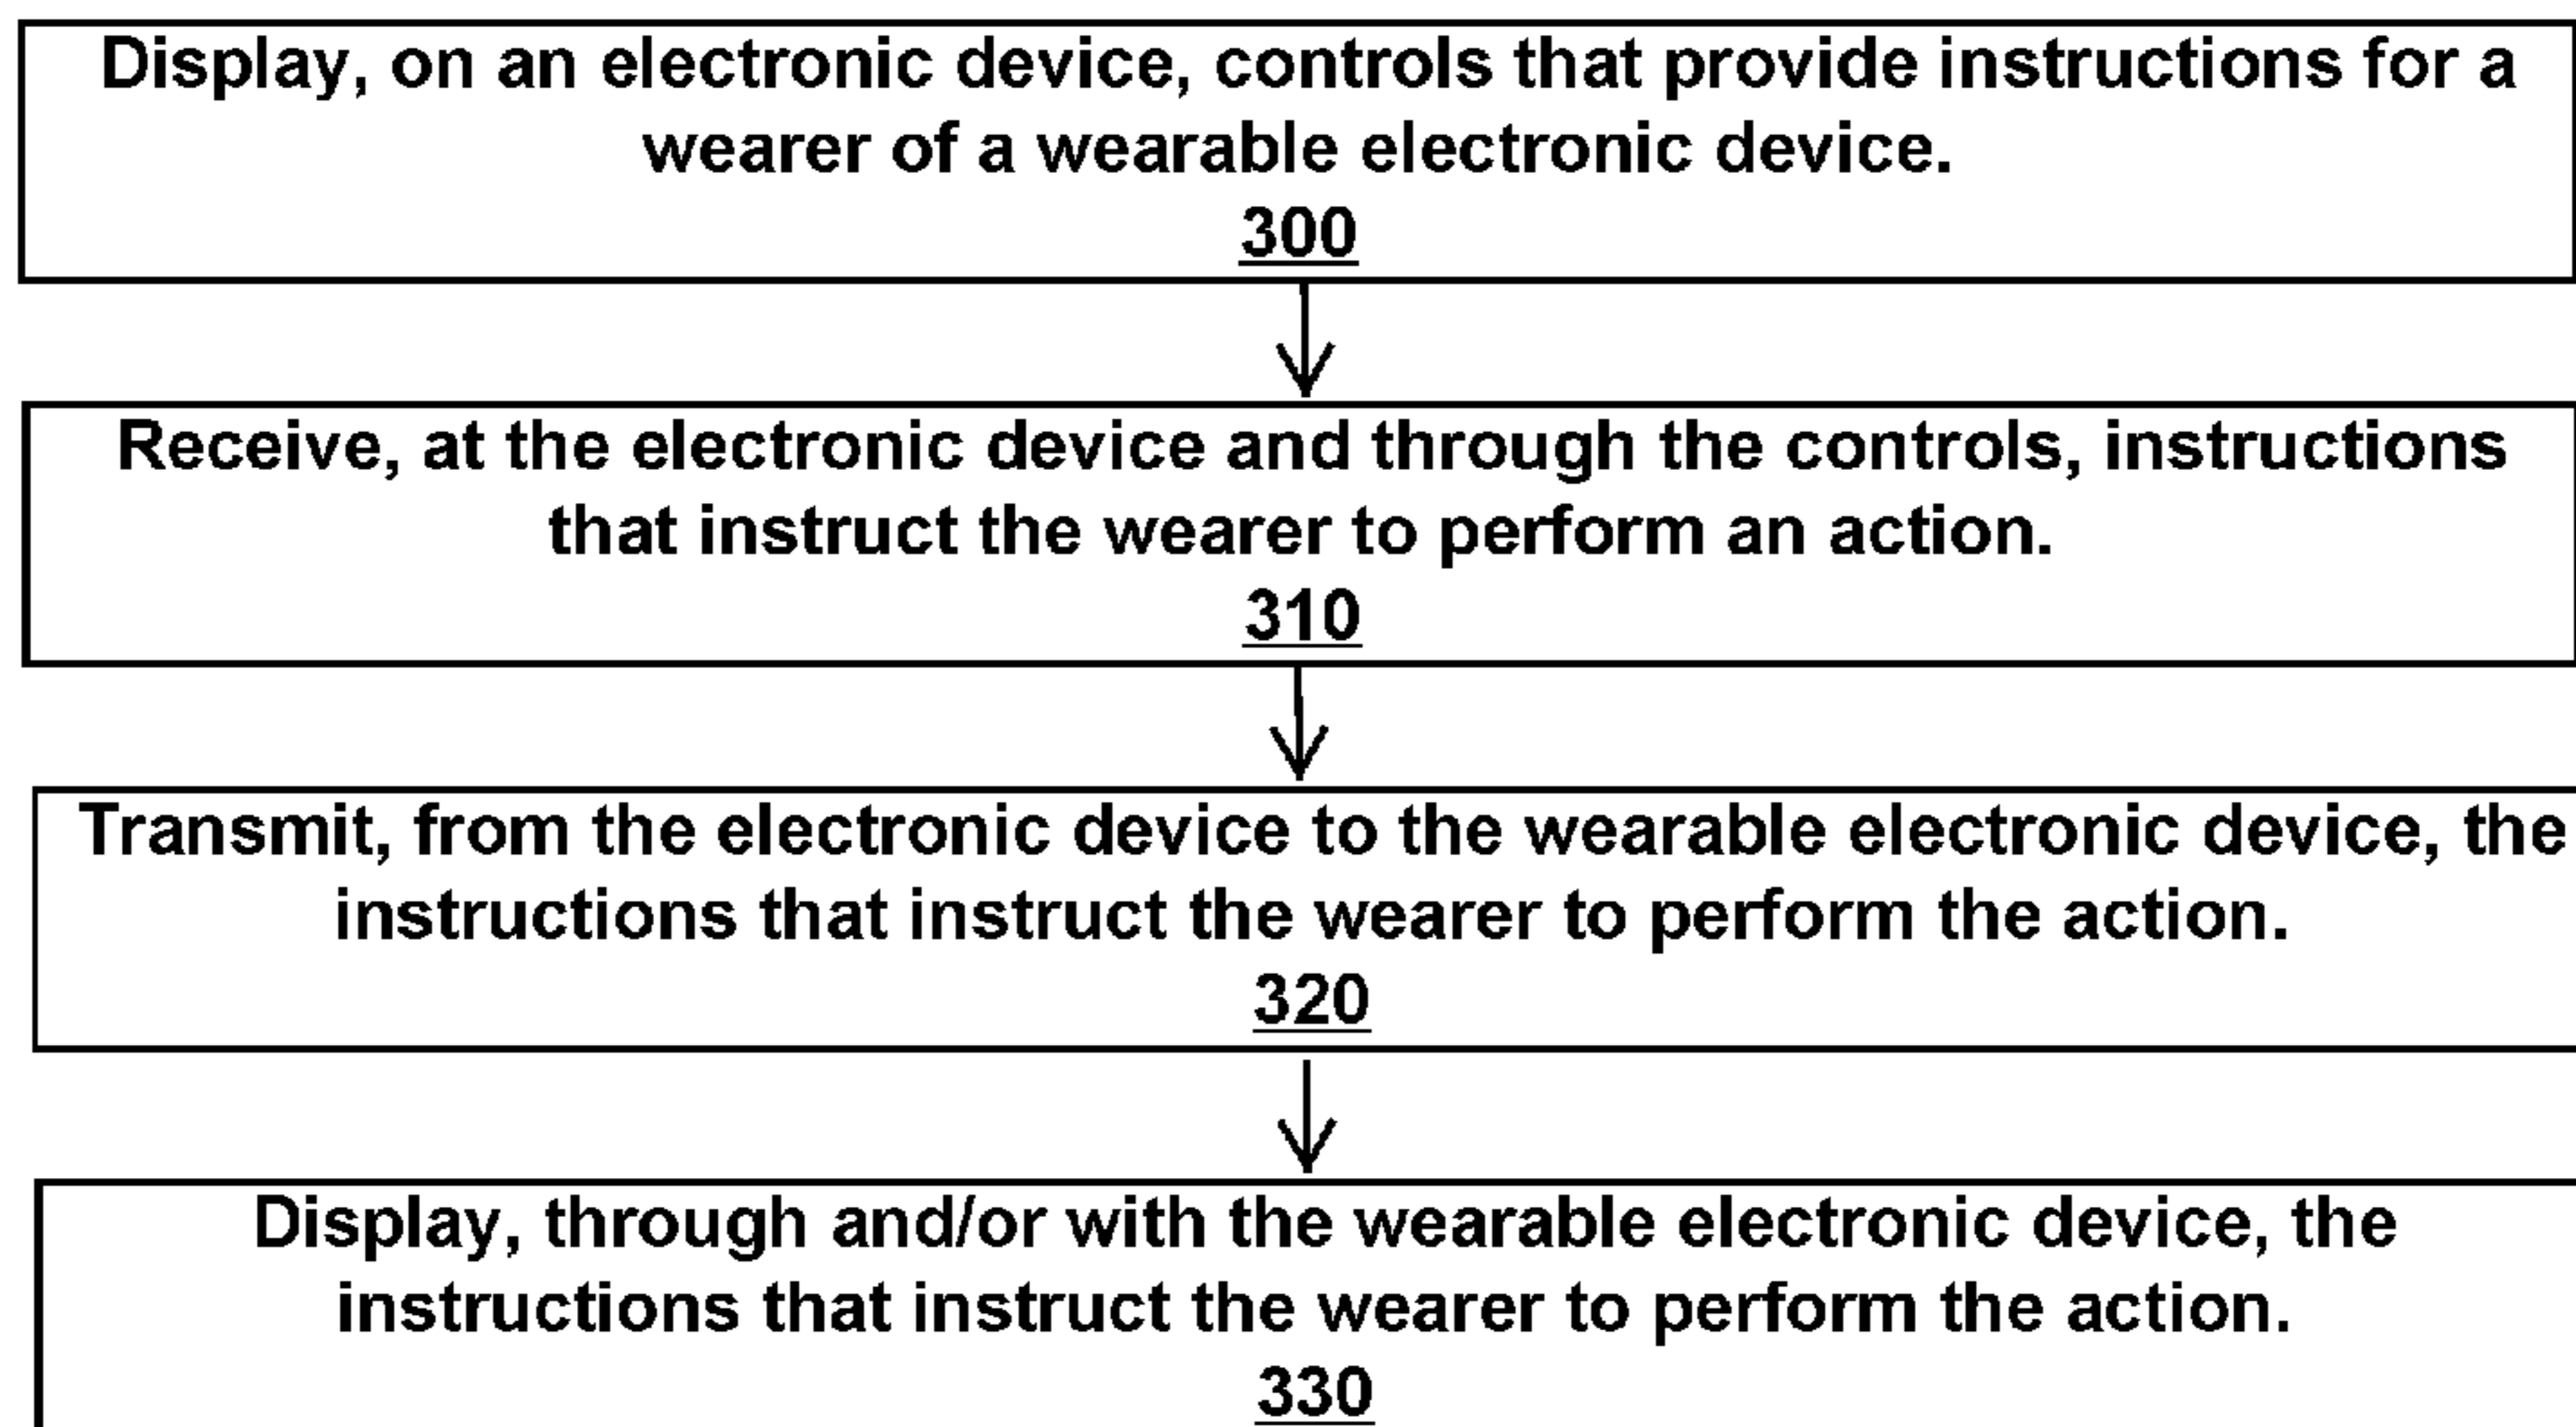 Display, on an electronic device, controls that provide instructions for a
wearer of a wearable electronic device.
300
Receive, at the electronic device and through the controls, instructions
that instruct the wearer to perform an action.
310
Transmit, from the electronic device to the wearable electronic device, the
instructions that instruct the wearer to perform the action.
320
Display, through and/or with the wearable electronic device, the
instructions that instruct the wearer to perform the action.
330